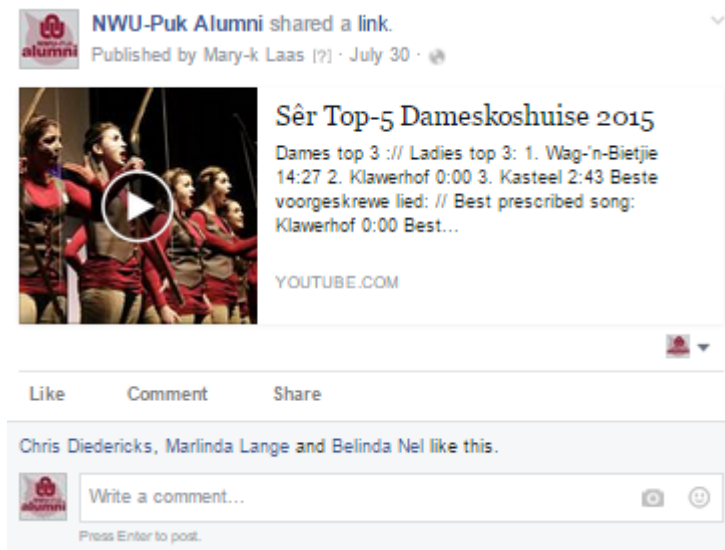 NWU-Puk Alumni shared a link.
Published by Mary-k Laas [?] · July 30 ·
Sêr Top-5 Dameskoshuise 2015
Dames top 3 :// Ladies top 3: 1. Wag-'n-Bietjie
14:27 2. Klawerhof 0:00 3. Kasteel 2:43 Beste
voorgeskrewe lied: // Best prescribed song:
Klawerhof 0:00 Best...
YOUTUBE.COM
Like Comment Share
Chris Diedericks, Marlinda Lange and Belinda Nel like this.
alumni
Write a comment...
Press Enter to post.